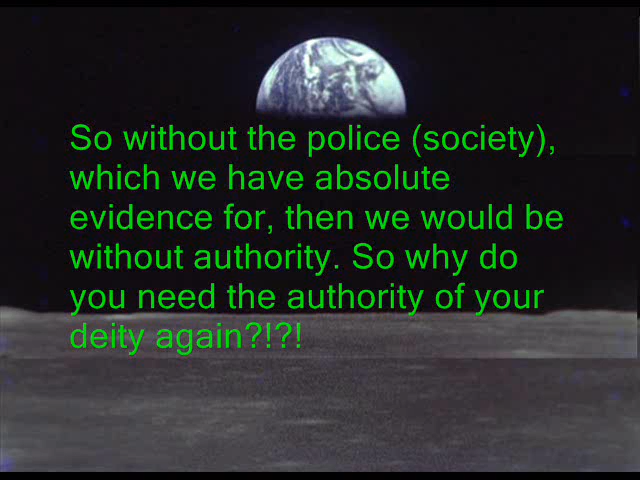 So without the police (society),
which we have absolute
evidence for, then we would be
without authority. So why do
you need the authority of your
deity again?!?!